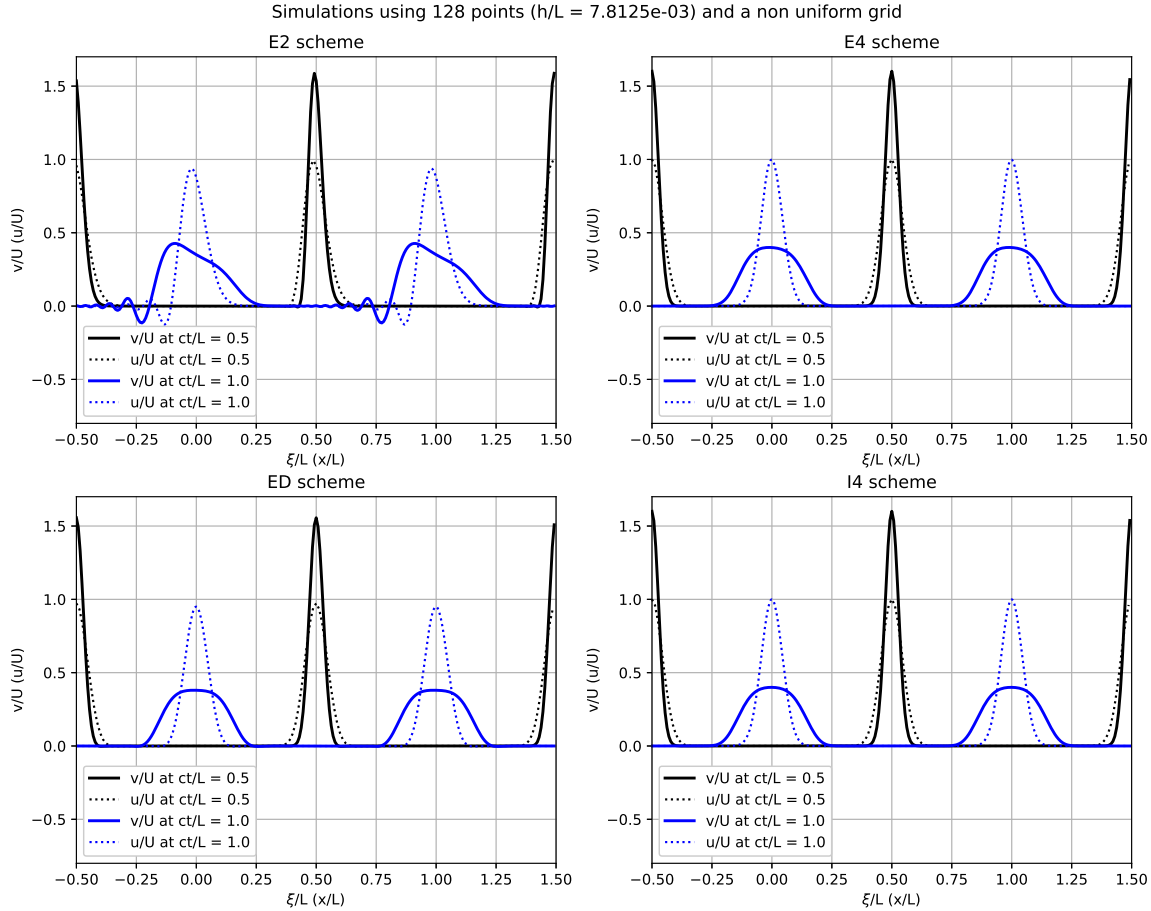 Simulations using 128 points (h/L = 7.8125e-03) and a non uniform grid
E2 scheme
v/U (u/U)
1.5
1.0
0.5
0.0
−0.5
v/U at ct/L = 0.5
u/U at ct/L = 0.5
v/U at ct/L = 1.0
u/U at ct/L = 1.0
−0.50 −0.25 0.00 0.25 0.50 0.75 1.00 1.25 1.50
ξ/L (x/L)
E4 scheme
v/U (u/U)
1.5
1.0
0.5
0.0
−0.5
v/U at ct/L = 0.5
u/U at ct/L = 0.5
v/U at ct/L = 1.0
u/U at ct/L = 1.0
−0.50 −0.25 0.00 0.25 0.50 0.75 1.00 1.25 1.50
ξ/L (x/L)
ED scheme
v/U (u/U)
1.5
1.0
0.5
0.0
−0.5
v/U at ct/L = 0.5
u/U at ct/L = 0.5
v/U at ct/L = 1.0
u/U at ct/L = 1.0
−0.50 −0.25 0.00 0.25 0.50 0.75 1.00 1.25 1.50
ξ/L (x/L)
I4 scheme
v/U (u/U)
1.5
1.0
0.5
0.0
−0.5
v/U at ct/L = 0.5
u/U at ct/L = 0.5
v/U at ct/L = 1.0
u/U at ct/L = 1.0
−0.50 −0.25 0.00 0.25 0.50 0.75 1.00 1.25 1.50
ξ/L (x/L)